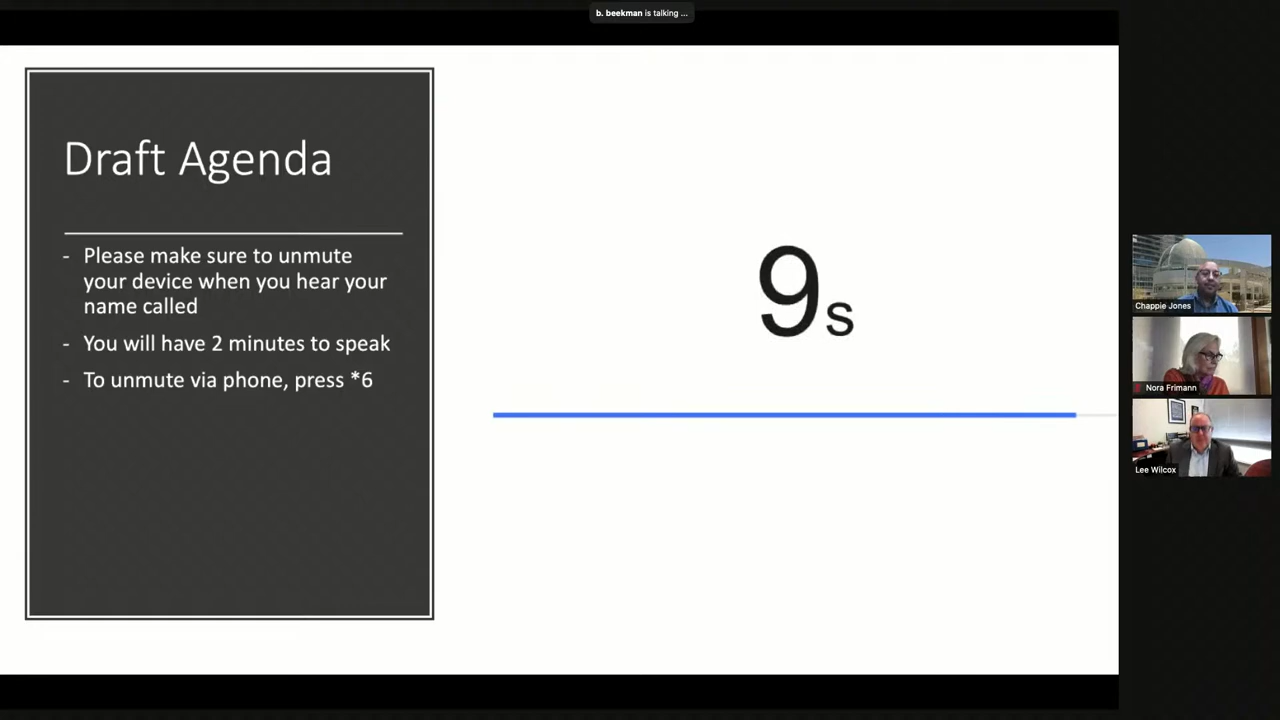 b. beekman is talking ...
Draft Agenda
- Please make sure to unmute
your device when you hear your
name called
- You will have 2 minutes to speak
- To unmute via phone, press *6
9s
Chappie Jones
Nora Frimann
Lee Wilcox